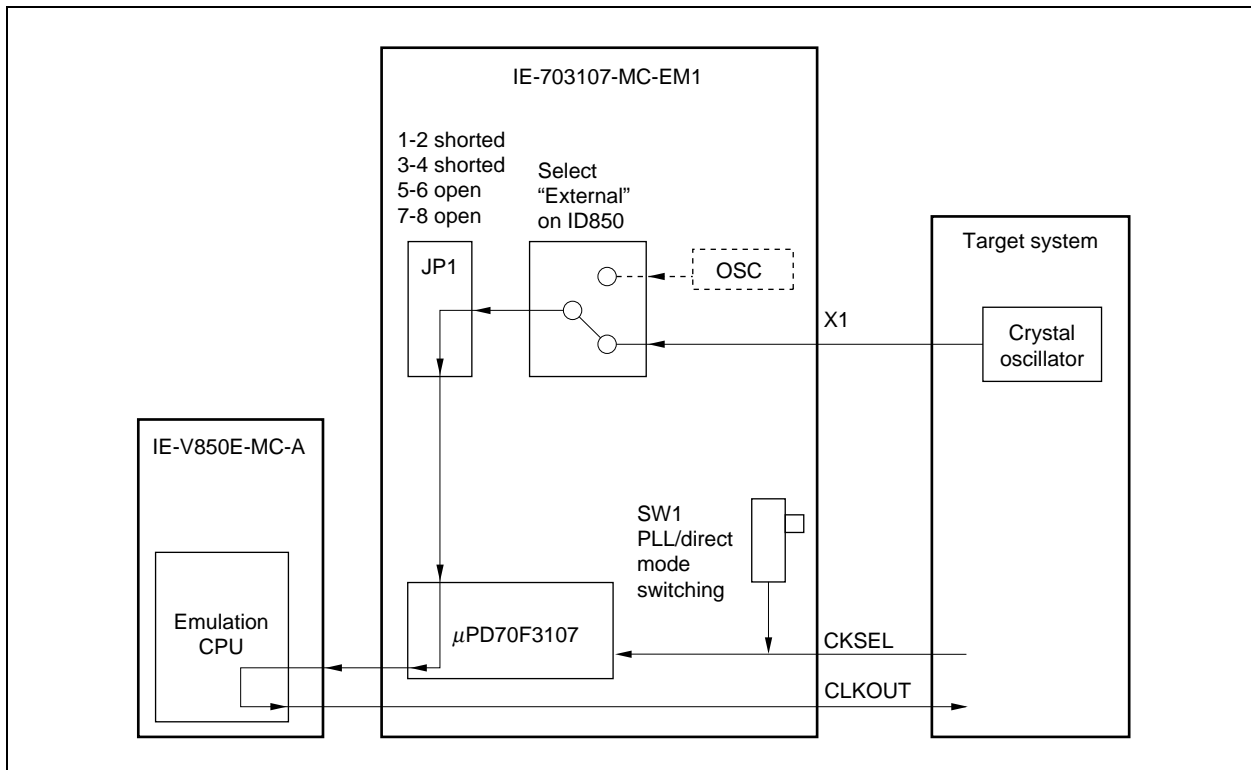 IE-703107-MC-EM1
1-2 shorted
3-4 shorted
5-6 open
7-8 open
Select
“External”
on ID850
JP1
OSC
X1
Target system
Crystal
oscillator
IE-V850E-MC-A
SW1
PLL/direct
mode
switching
Emulation
CPU
μPD70F3107
CKSEL
CLKOUT